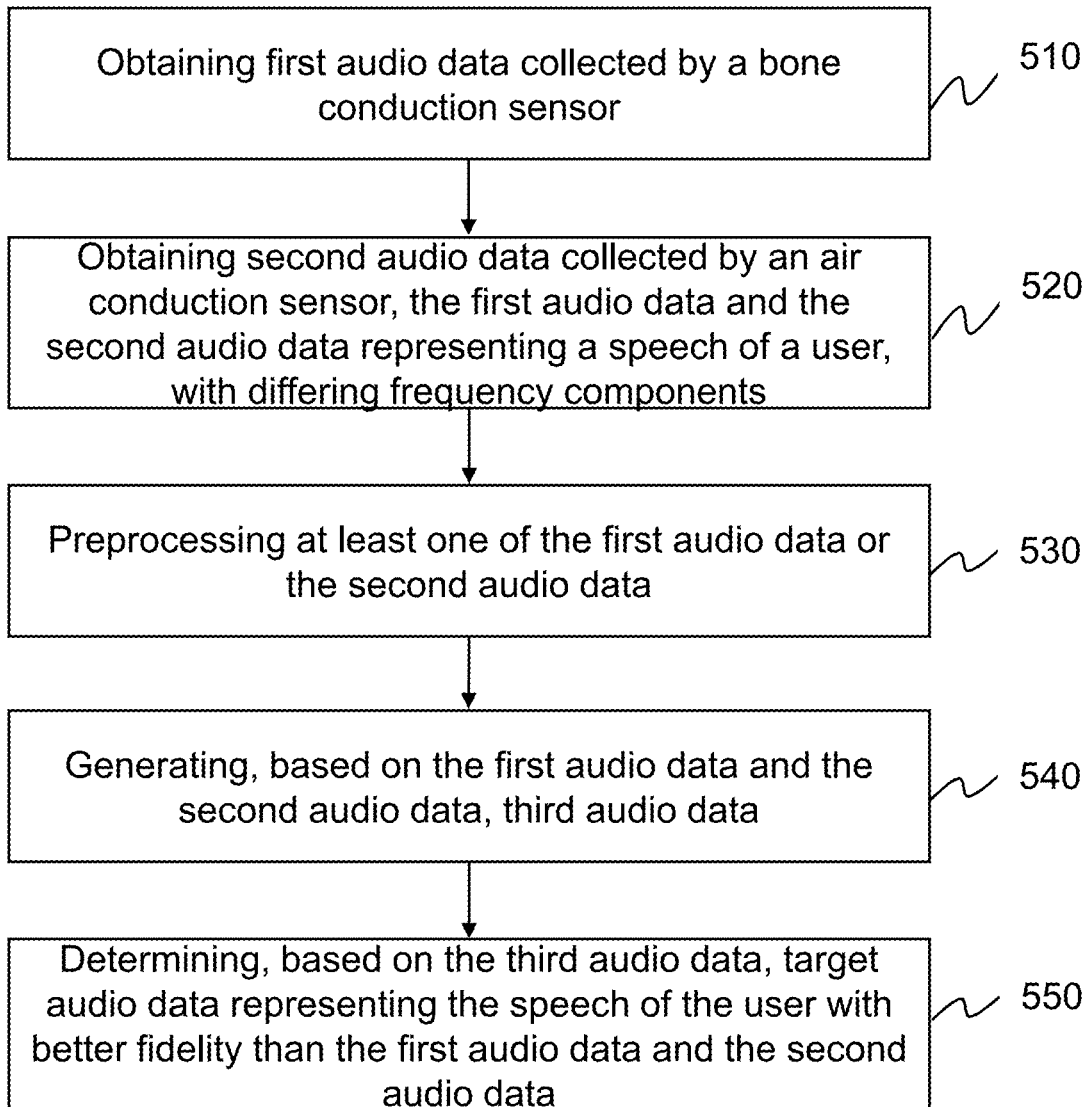 Obtaining first audio data collected by a bone
conduction sensor
510
Obtaining second audio data collected by an air
conduction sensor, the first audio data and the
second audio data representing a speech of a user,
with differing frequency components
520
Preprocessing at least one of the first audio data or
the second audio data
530
Generating, based on the first audio data and the
second audio data, third audio data
540
Determining, based on the third audio data, target
audio data representing the speech of the user with
better fidelity than the first audio data and the second
audio data
550